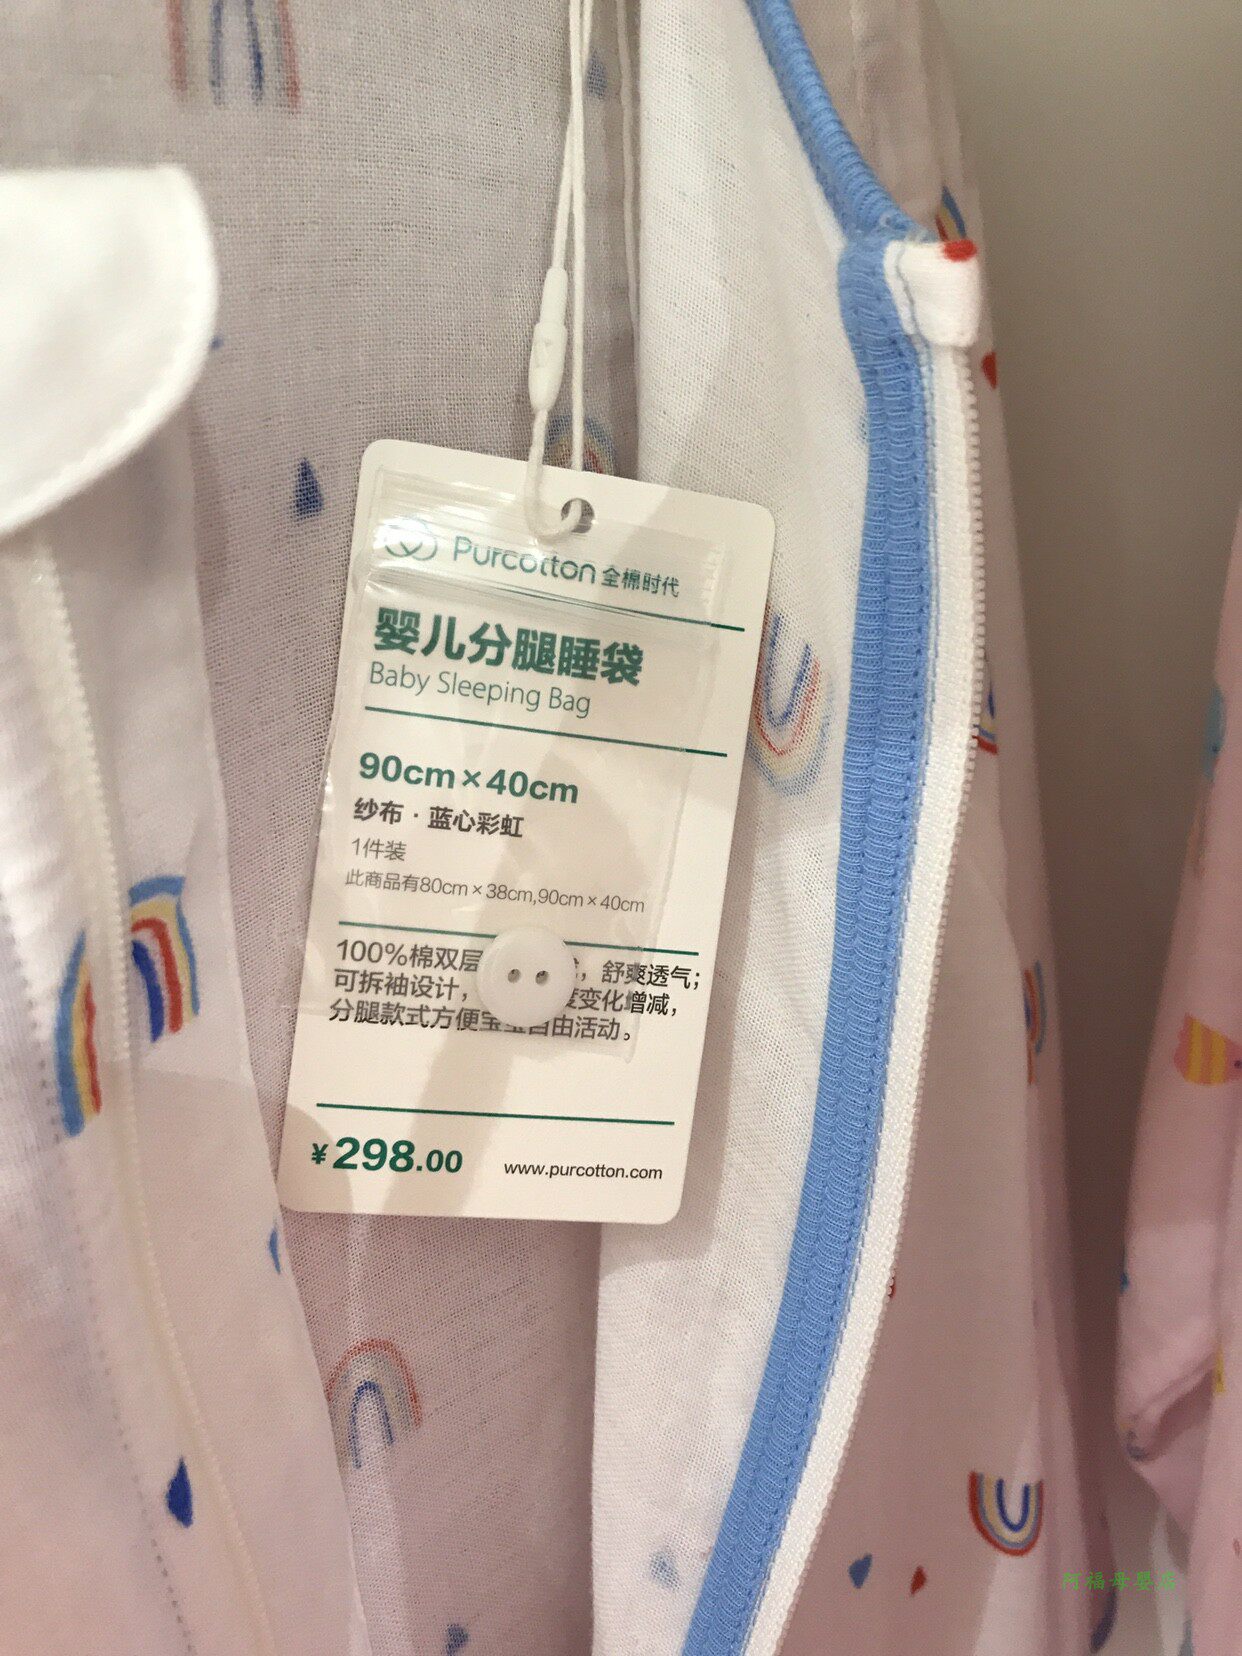 Purcotton 全棉时代
婴儿分腿睡袋
Baby Sleeping Bag
90cm×40cm
纱布·蓝心彩虹
1件装
此商品有80cm×38cm,90cm×40cm
100%棉双层 ，舒爽透气；
可拆袖设计， 度变化增减，
分腿款式方便宝宝自由活动。
¥298.00 www.purcotton.com
阿福母婴店